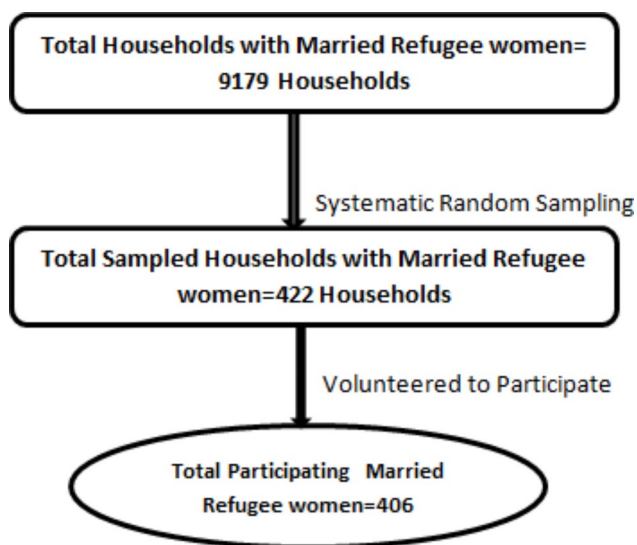 Total Households with Married Refugee women=
9179 Households
Systematic Random Sampling
Total Sampled Households with Married Refugee
women=422 Households
Volunteered to Participate
Total Participating Married
Refugee women=406